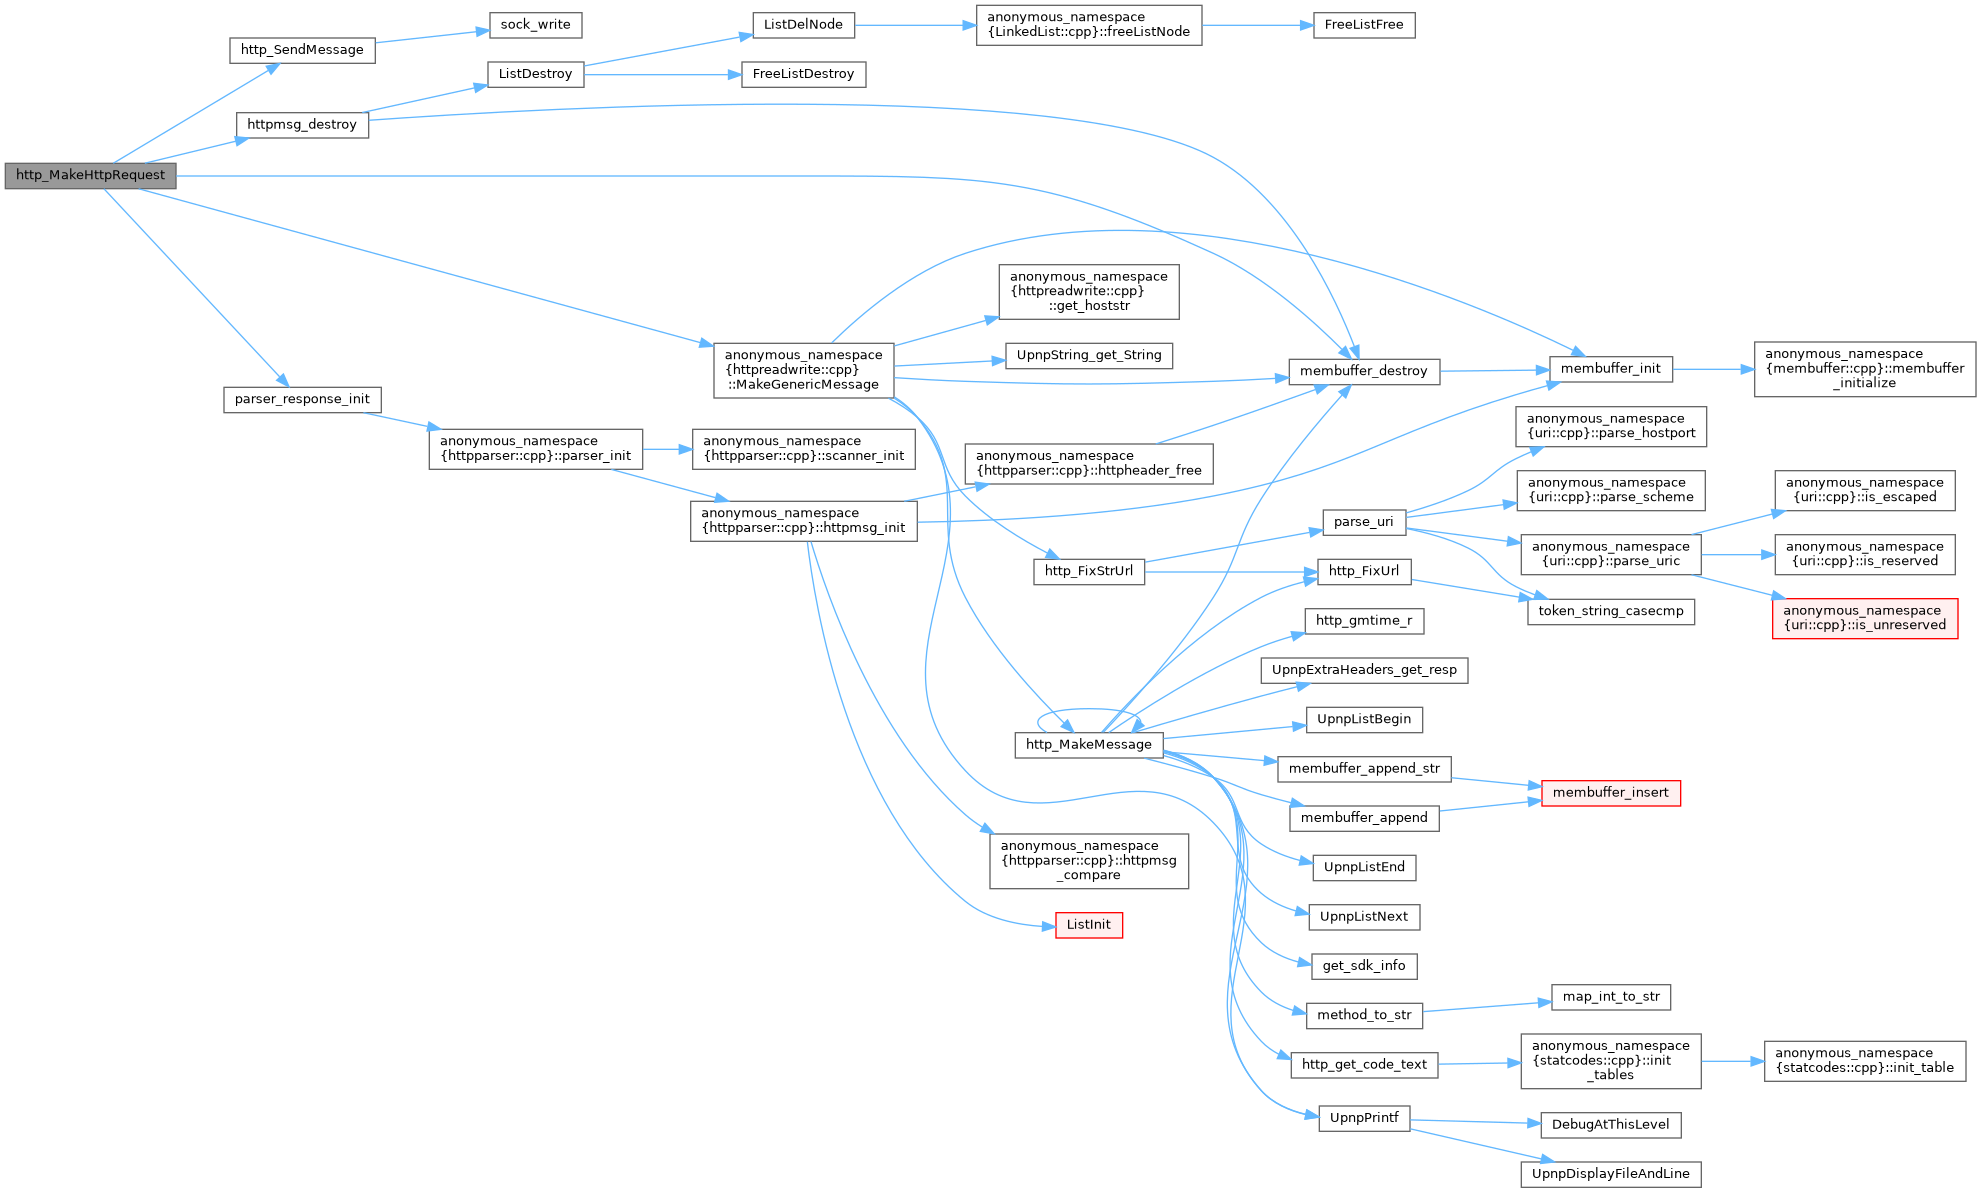 http_MakeHttpRequest
http_SendMessage
sock_write
httpmsg_destroy
ListDestroy
ListDelNode
anonymous_namespace
{LinkedList::cpp}::freeListNode
FreeListFree
FreeListDestroy
anonymous_namespace
{httpreadwrite::cpp}
::MakeGenericMessage
anonymous_namespace
{httpreadwrite::cpp}
::get_hoststr
UpnpString_get_String
membuffer_destroy
membuffer_init
anonymous_namespace
{membuffer::cpp}::membuffer
_initialize
parser_response_init
anonymous_namespace
{httpparser::cpp}::parser_init
anonymous_namespace
{httpparser::cpp}::scanner_init
anonymous_namespace
{httpparser::cpp}::httpmsg_init
anonymous_namespace
{httpparser::cpp}::httpheader_free
http_FixStrUrl
parse_uri
anonymous_namespace
{uri::cpp}::parse_hostport
anonymous_namespace
{uri::cpp}::parse_scheme
anonymous_namespace
{uri::cpp}::parse_uric
anonymous_namespace
{uri::cpp}::is_escaped
anonymous_namespace
{uri::cpp}::is_reserved
anonymous_namespace
{uri::cpp}::is_unreserved
http_FixUrl
token_string_casecmp
http_MakeMessage
http_gmtime_r
UpnpExtraHeaders_get_resp
UpnpListBegin
membuffer_append_str
membuffer_append
membuffer_insert
UpnpListEnd
UpnpListNext
get_sdk_info
method_to_str
map_int_to_str
http_get_code_text
anonymous_namespace
{statcodes::cpp}::init
_tables
anonymous_namespace
{statcodes::cpp}::init_table
UpnpPrintf
DebugAtThisLevel
UpnpDisplayFileAndLine
anonymous_namespace
{httpparser::cpp}::httpmsg
_compare
ListInit